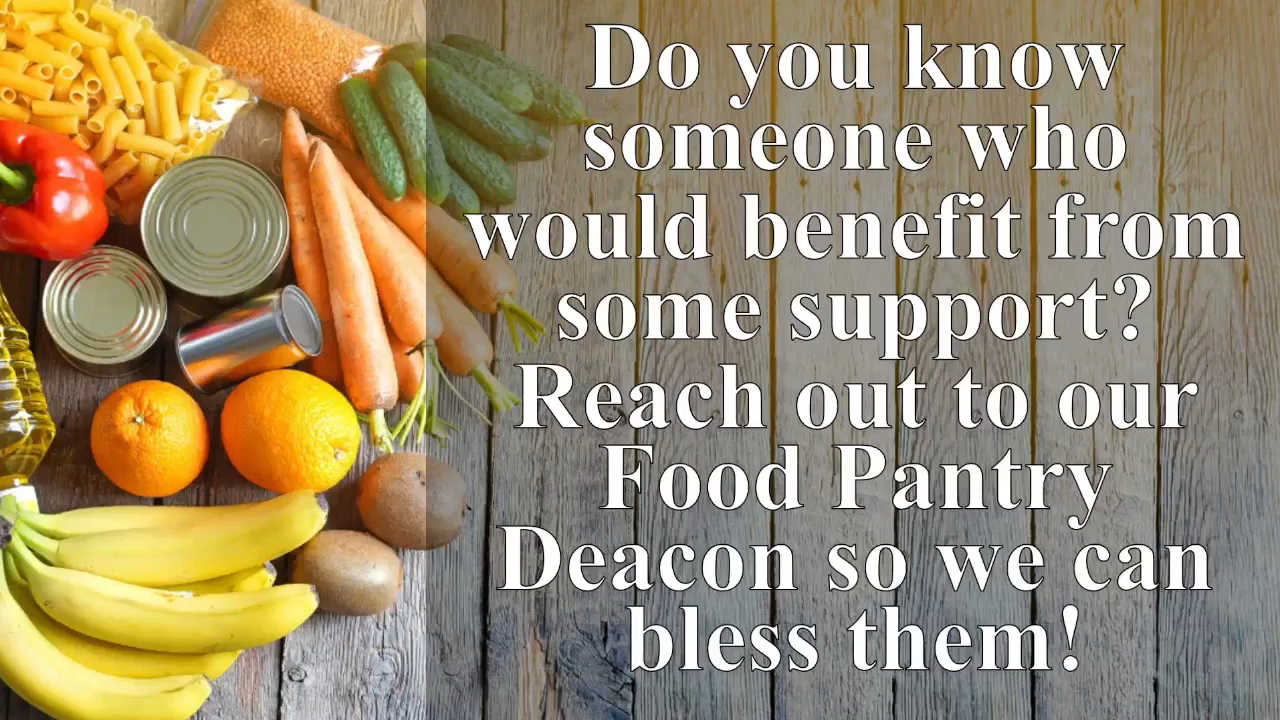 Do you know
someone who
would benefit from
some support?
Reach out to our
Food Pantry
Deacon so we can
bless them!